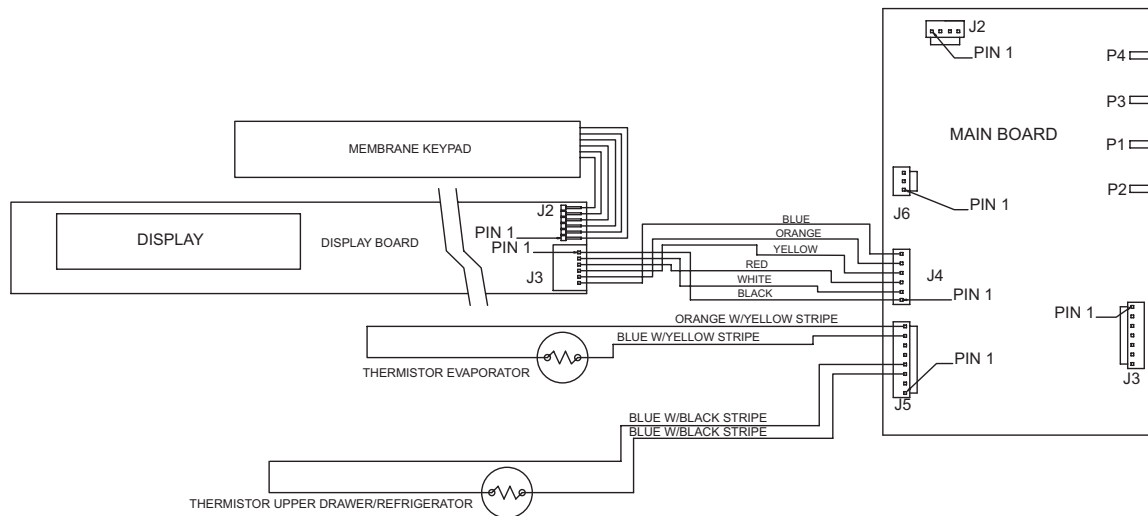 J2
PIN 1
P4
P3
MAIN BOARD
P1
P2
MEMBRANE KEYPAD
J6
PIN 1
J2
DISPLAY
DISPLAY BOARD
PIN 1
PIN 1
J3
BLUE
ORANGE
YELLOW
RED
WHITE
BLACK
J4
PIN 1
PIN 1
J3
ORANGE W/YELLOW STRIPE
BLUE W/YELLOW STRIPE
THERMISTOR EVAPORATOR
PIN 1
J5
BLUE W/BLACK STRIPE
BLUE W/BLACK STRIPE
THERMISTOR UPPER DRAWER/REFRIGERATOR